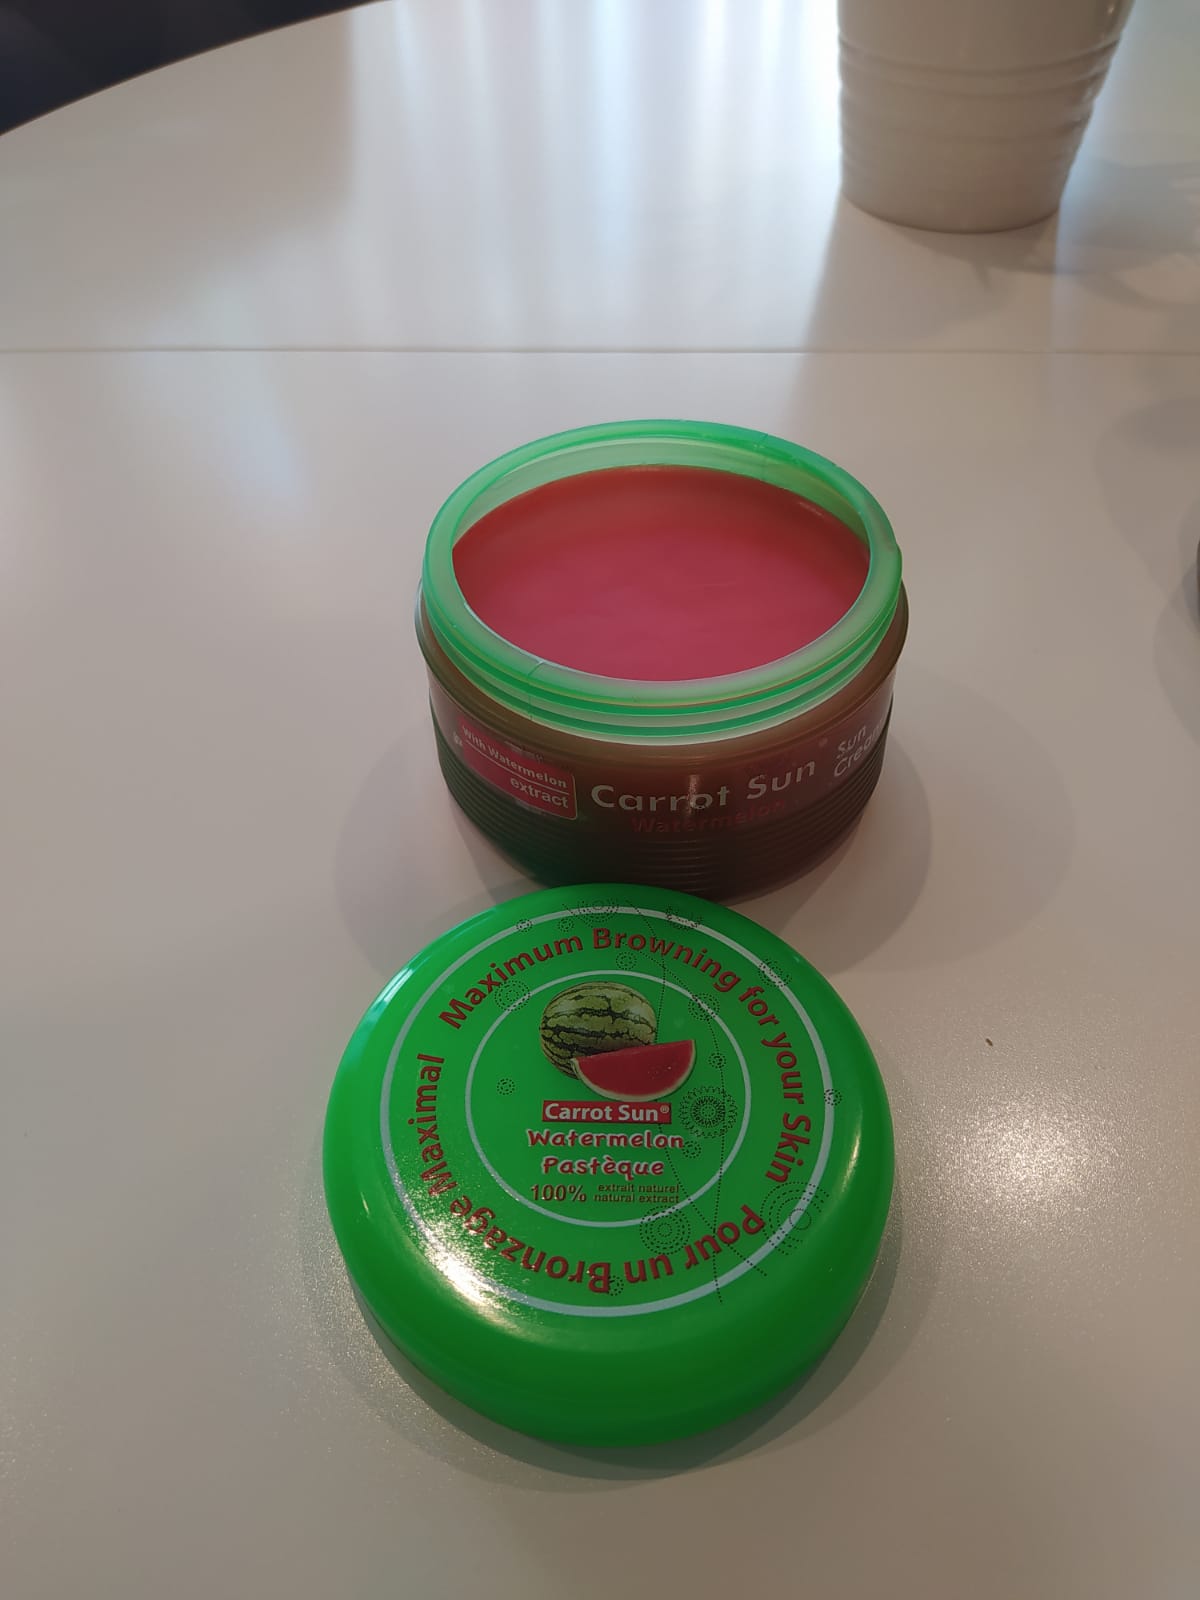 With Watermelon
extract
Carrot Sun®
Watermelon
Sun
Cream
Maximum Browning for your Skin
Carrot Sun®
Watermelon
Pastèque
100% extrait naturel
natural extract
Pour un Bronzage Maximal